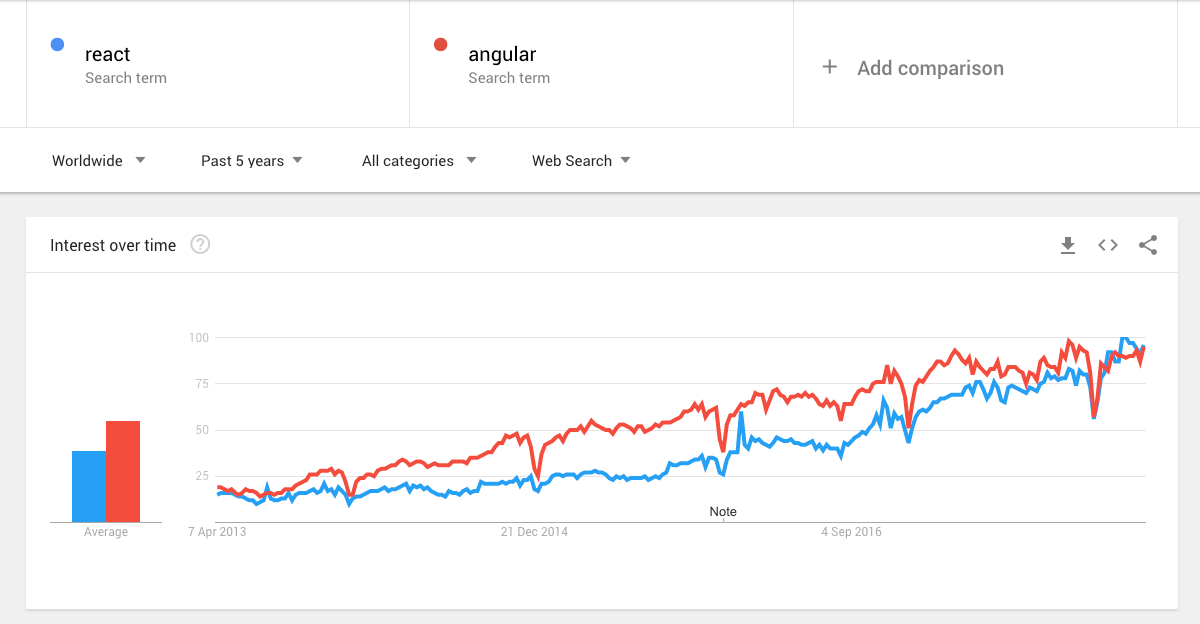 react
Search term
angular
Search term
+ Add comparison
Worldwide
Past 5 years
All categories
Web Search
Interest over time ?
100
75
50
25
Note
Average
7 Apr 2013
21 Dec 2014
4 Sep 2016